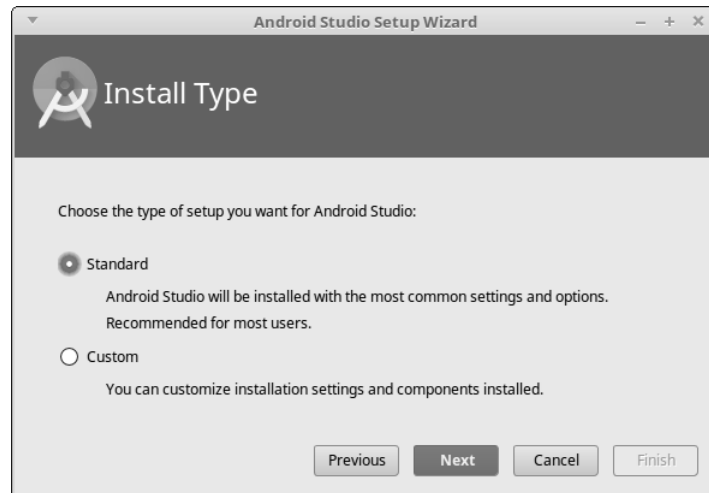 Android Studio Setup Wizard
Install Type
Choose the type of setup you want for Android Studio:
Standard
Android Studio will be installed with the most common settings and options.
Recommended for most users.
Custom
You can customize installation settings and components installed.
Previous Next Cancel Finish